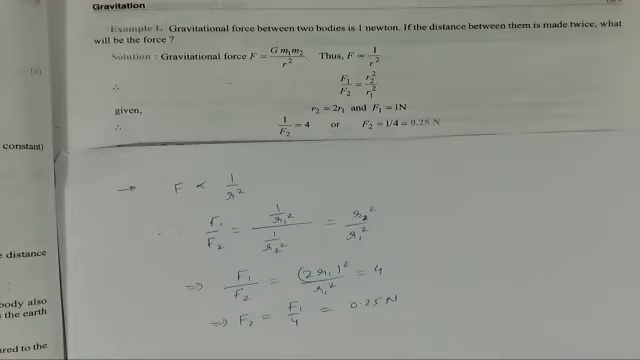 Gravitation
Example 1. Gravitational force between two bodies is 1 newton. If the distance between them is made twice, what
will be the force ?
Solution : Gravitational force F = G m₁m₂ / r². Thus, F = 1 / r²
∴ F₁/F₂ = r₂²/r₁²
given, r₂ = 2r₁ and F₁ = 1N
∴ 1/F₂ = 4 or F₂ = 1/4 = 0.25 N
constant)
e distance
ody also
the earth
ared to the
→ F ∝ 1/r²
∴ F₁/F₂ = (1/r₁²)/(1/r₂²) = r₂²/r₁²
⇒ F₁/F₂ = (2r₁)²/r₁² = 4
⇒ F₂ = F₁/4 = 0.25 N